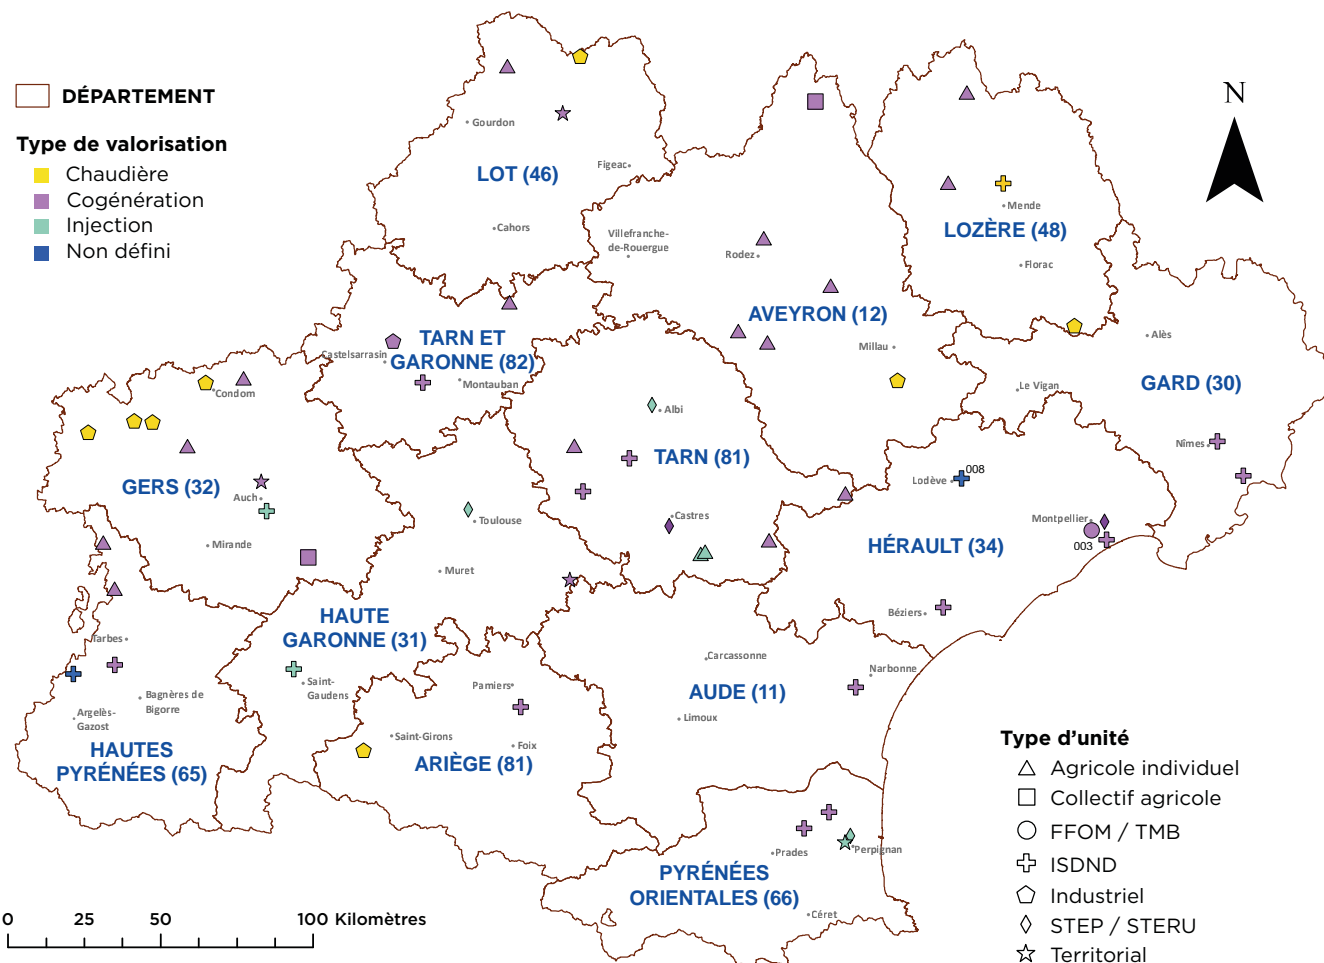 DÉPARTEMENT
Type de valorisation
Chaudière
Cogénération
Injection
Non défini
N
Gourdon
LOT (46)
Figeac
Cahors
Villefranche-
de-Rouergue
Rodez
AVEYRON (12)
Millau
Mende
LOZÈRE (48)
Florac
Alès
Le Vigan
GARD (30)
Nîmes
TARN ET
GARONNE (82)
Castelsarrasin
Montauban
Condom
GERS (32)
Auch
Mirande
Albi
TARN (81)
Castres
Toulouse
Muret
Lodève
008
Montpellier
003
HÉRAULT (34)
Béziers
HAUTE
GARONNE (31)
Saint-
Gaudens
Tarbes
Bagnères de
Bigorre
Argelès-
Gazost
HAUTES
PYRÉNÉES (65)
Pamiers
Saint-Girons
Foix
ARIÈGE (81)
Carcassonne
Narbonne
AUDE (11)
Limoux
Prades
Perpignan
PYRÉNÉES
ORIENTALES (66)
Céret
Type d'unité
Agricole individuel
Collectif agricole
FFOM / TMB
ISDND
Industriel
STEP / STERU
Territorial
0 25 50 100 Kilomètres